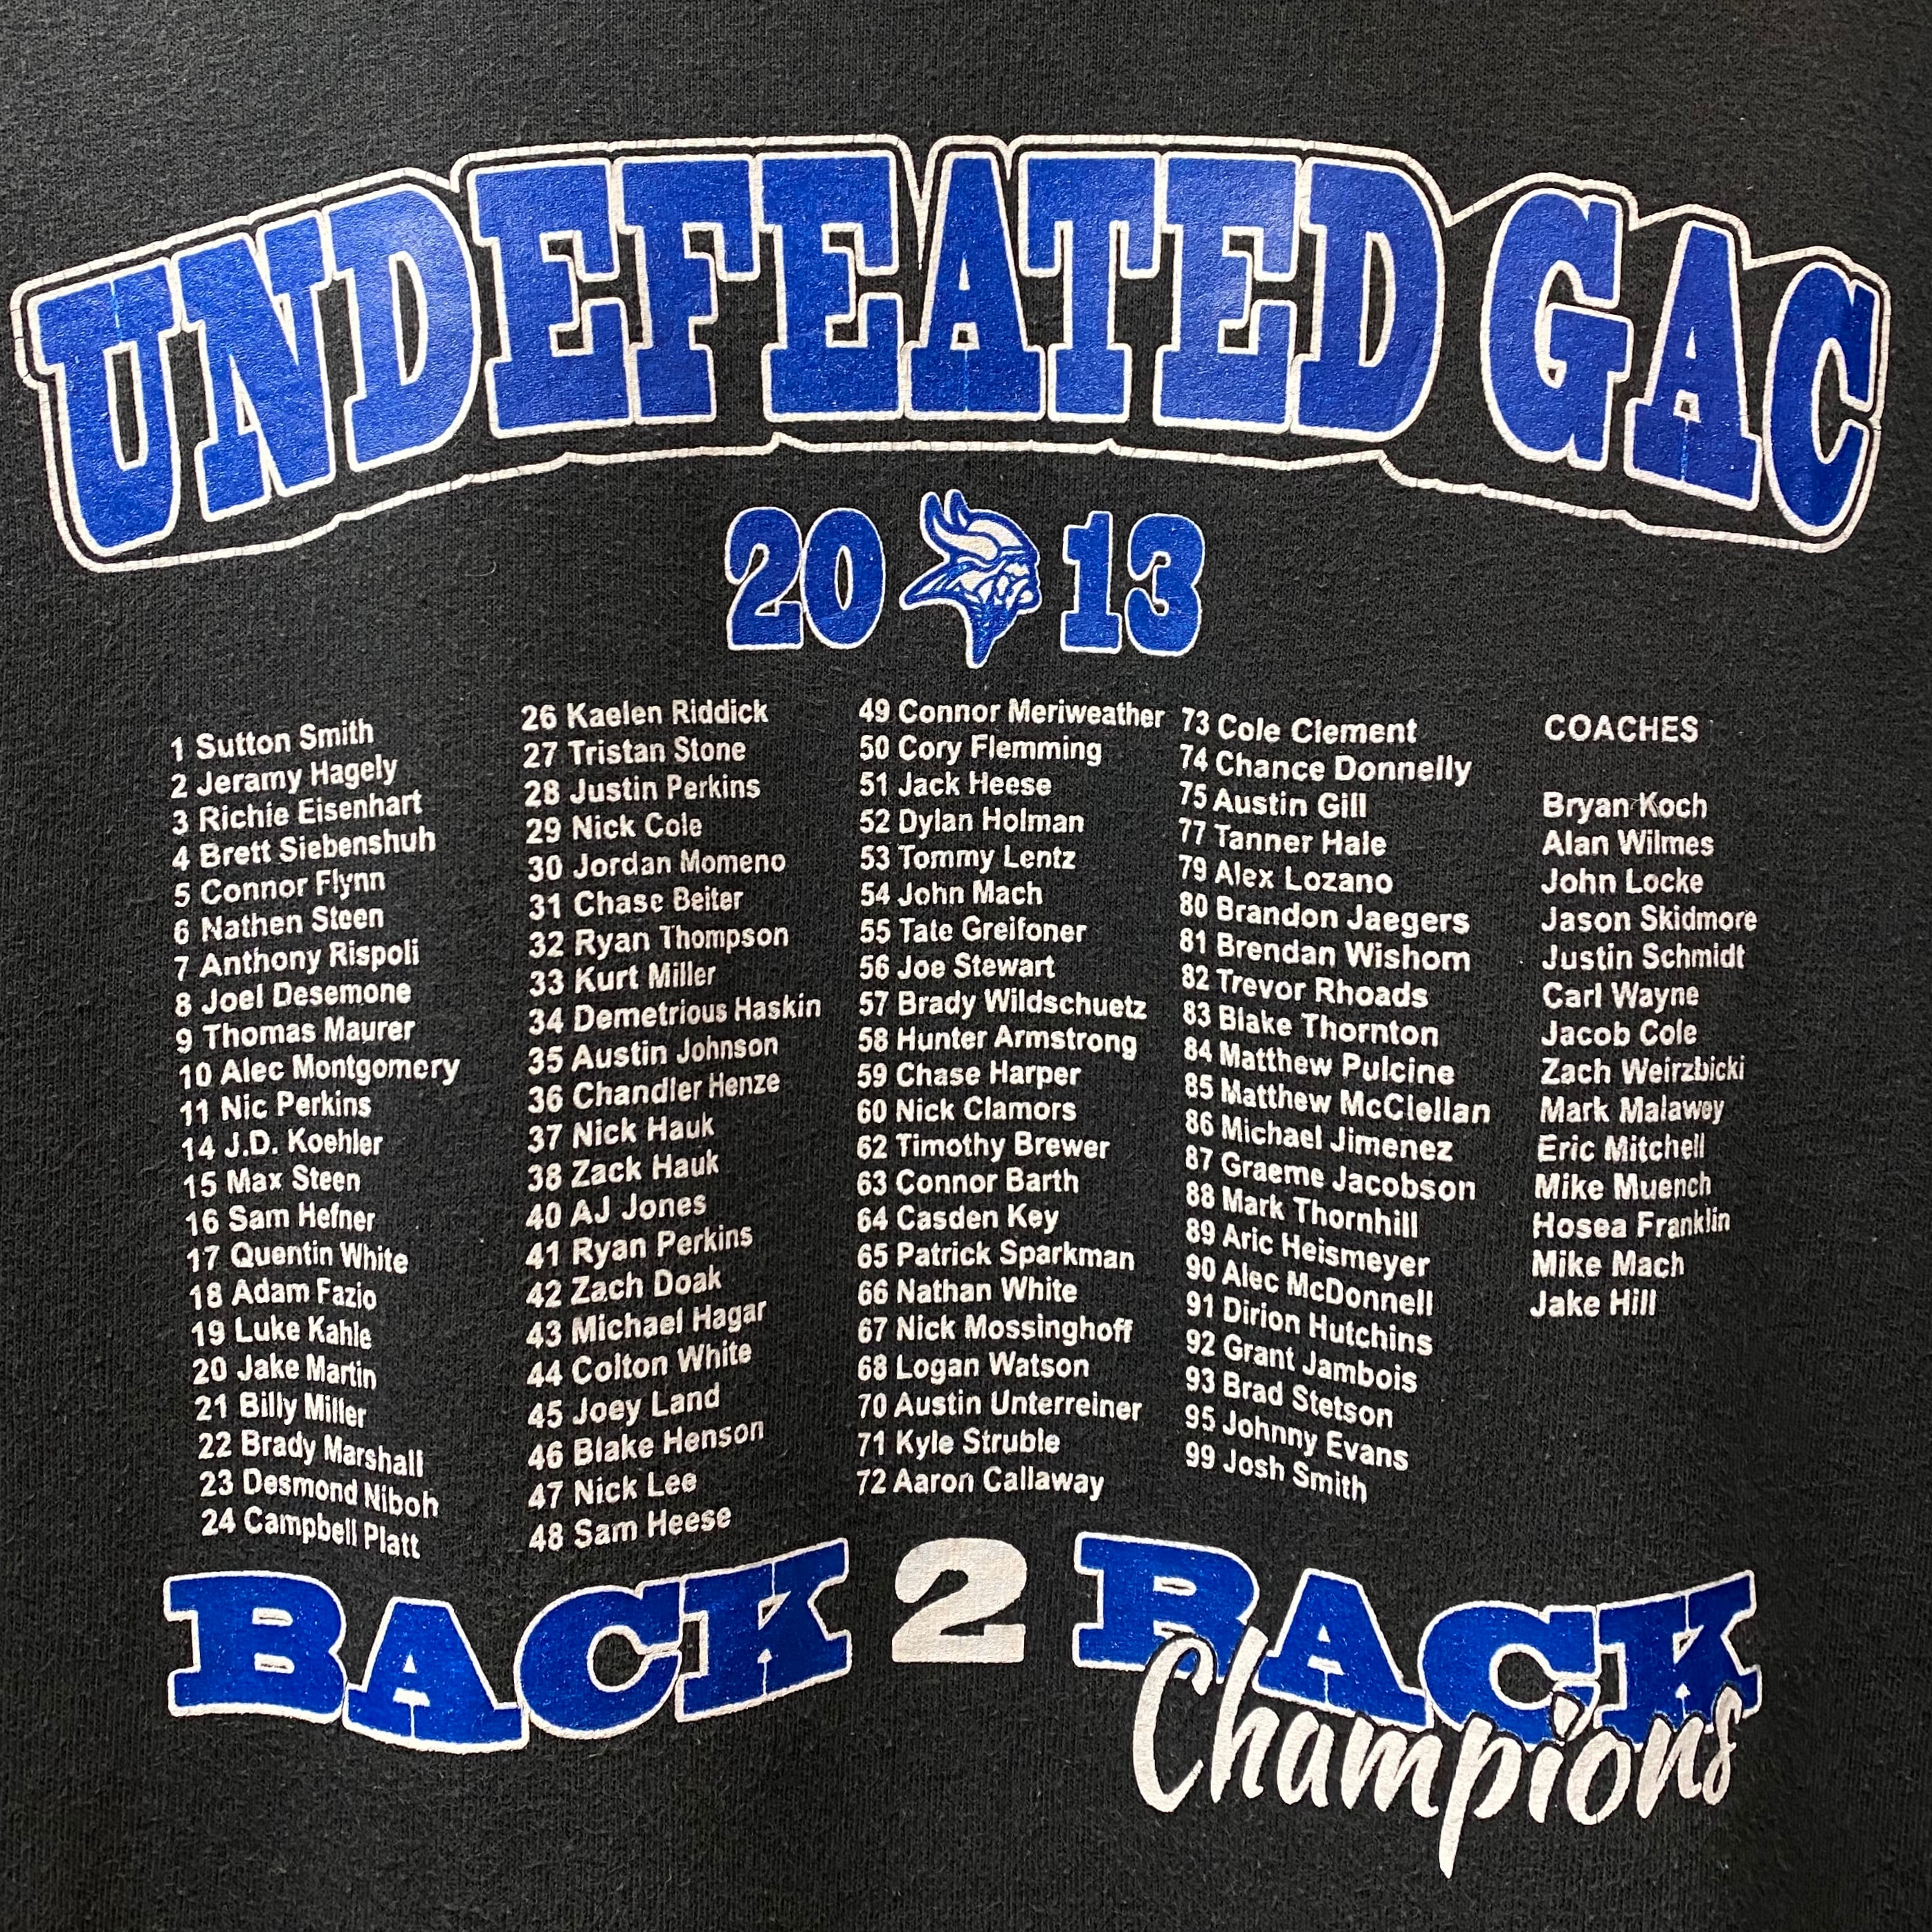 UNDEFEATED GAC
20 13
1 Sutton Smith
2 Jeramy Hagely
3 Richie Eisenhart
4 Brett Siebenshuh
5 Connor Flynn
6 Nathen Steen
7 Anthony Rispoli
8 Joel Desemone
9 Thomas Maurer
10 Alec Montgomery
11 Nic Perkins
14 J.D. Koehler
15 Max Steen
16 Sam Hefner
17 Quentin White
18 Adam Fazio
19 Luke Kahle
20 Jake Martin
21 Billy Miller
22 Brady Marshall
23 Desmond Niboh
24 Campbell Platt
26 Kaelen Riddick
27 Tristan Stone
28 Justin Perkins
29 Nick Cole
30 Jordan Momeno
31 Chase Beiter
32 Ryan Thompson
33 Kurt Miller
34 Demetrious Haskin
35 Austin Johnson
36 Chandler Henze
37 Nick Hauk
38 Zack Hauk
40 AJ Jones
41 Ryan Perkins
42 Zach Doak
43 Michael Hagar
44 Colton White
45 Joey Land
46 Blake Henson
47 Nick Lee
48 Sam Heese
49 Connor Meriweather
50 Cory Flemming
51 Jack Heese
52 Dylan Holman
53 Tommy Lentz
54 John Mach
55 Tate Greifoner
56 Joe Stewart
57 Brady Wildschuetz
58 Hunter Armstrong
59 Chase Harper
60 Nick Clamors
62 Timothy Brewer
63 Connor Barth
64 Casden Key
65 Patrick Sparkman
66 Nathan White
67 Nick Mossinghoff
68 Logan Watson
70 Austin Unterreiner
71 Kyle Struble
72 Aaron Callaway
73 Cole Clement
74 Chance Donnelly
75 Austin Gill
77 Tanner Hale
79 Alex Lozano
80 Brandon Jaegers
81 Brendan Wishom
82 Trevor Rhoads
83 Blake Thornton
84 Matthew Pulcine
85 Matthew McClellan
86 Michael Jimenez
87 Graeme Jacobson
88 Mark Thornhill
89 Aric Heismeyer
90 Alec McDonnell
91 Dirion Hutchins
92 Grant Jambois
93 Brad Stetson
95 Johnny Evans
99 Josh Smith
COACHES
Bryan Koch
Alan Wilmes
John Locke
Jason Skidmore
Justin Schmidt
Carl Wayne
Jacob Cole
Zach Weirzbicki
Mark Malawey
Eric Mitchell
Mike Muench
Hosea Franklin
Mike Mach
Jake Hill
BACK 2 BACK
Champions